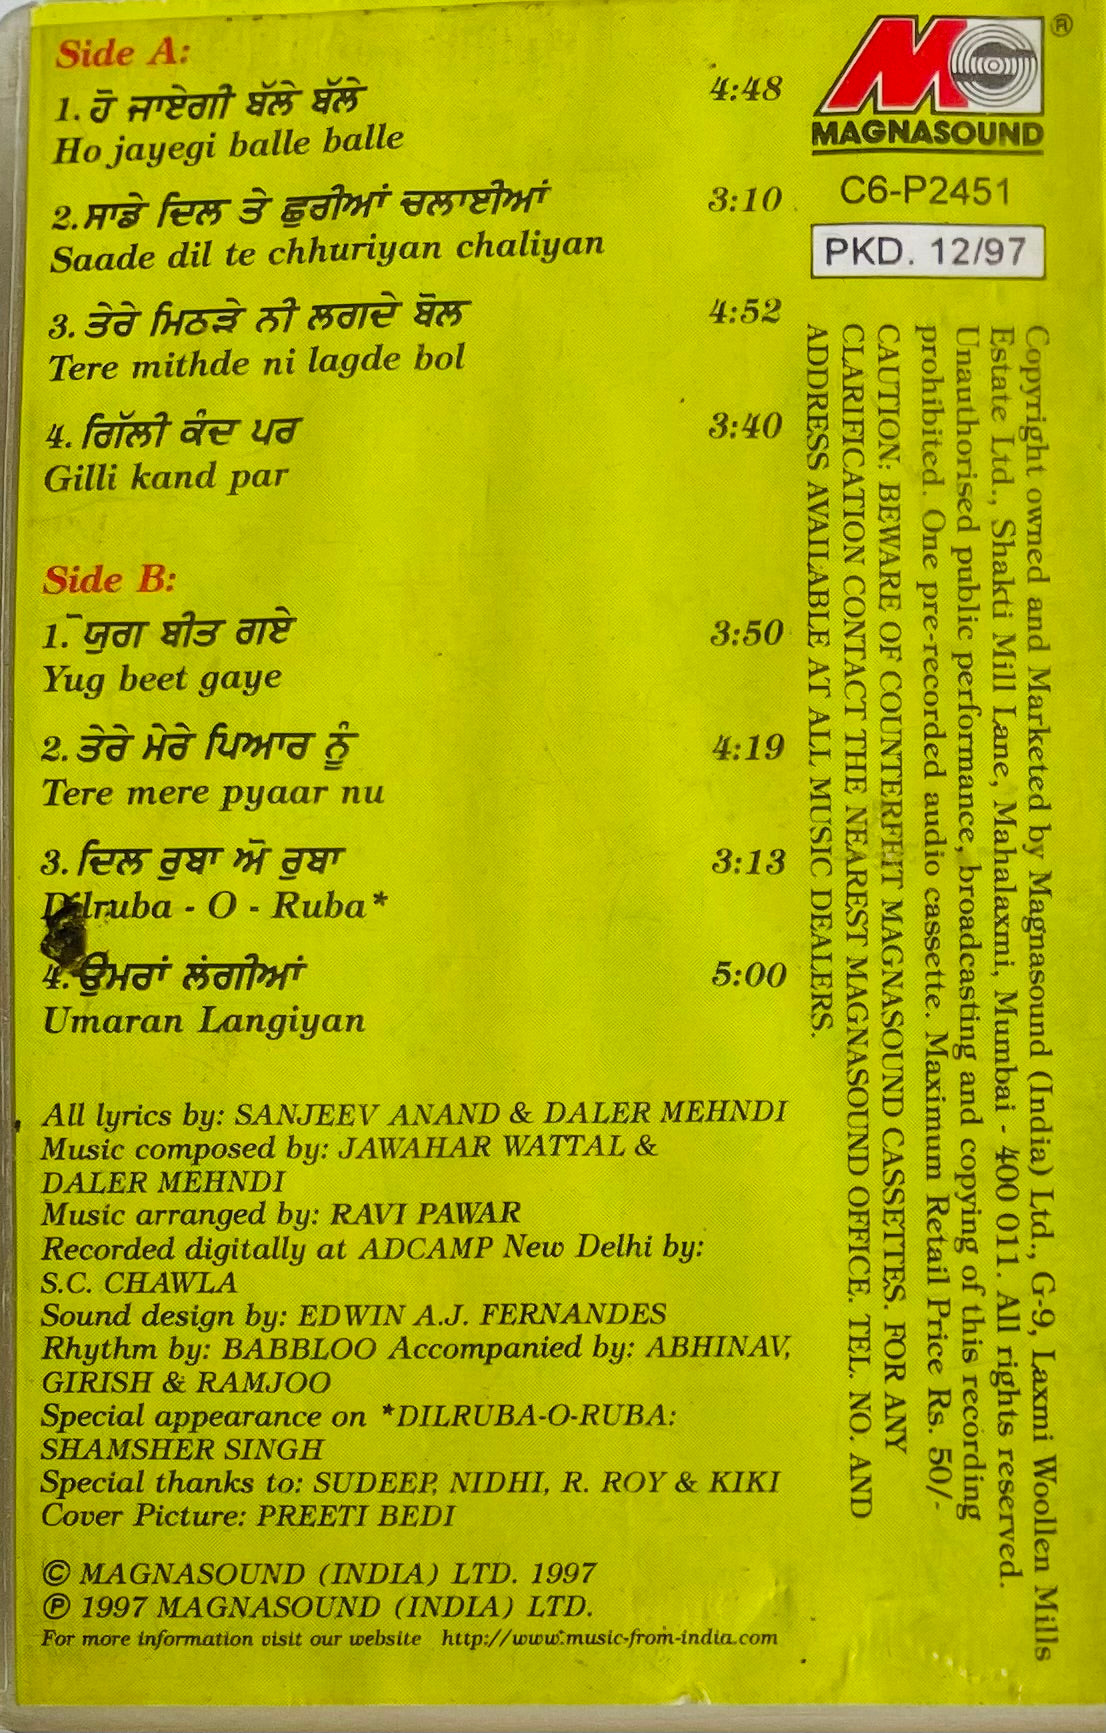 Side A:
1. ਹੋ ਜਾਏਗੀ ਬੱਲੇ ਬੱਲੇ 4:48
Ho jayegi balle balle
2. ਸਾਡੇ ਦਿਲ ਤੇ ਛੁਰੀਆਂ ਚਲਾਈਆਂ 3:10
Saade dil te chhuriyan chaliyan
3. ਤੇਰੇ ਮਿਠੜੇ ਨੀ ਲਗਦੇ ਬੋਲ 4:52
Tere mithde ni lagde bol
4. ਗਿੱਲੀ ਕੰਦ ਪਰ 3:40
Gilli kand par
Side B:
1. ਯੁਗ ਬੀਤ ਗਏ 3:50
Yug beet gaye
2. ਤੇਰੇ ਮੇਰੇ ਪਿਆਰ ਨੂੰ 4:19
Tere mere pyaar nu
3. ਦਿਲ ਰੁਬਾ ਔ ਰੁਬਾ 3:13
Dilruba - O - Ruba*
4. ਉਮਰਾਂ ਲੰਗੀਆਂ 5:00
Umaran Langiyan
All lyrics by: SANJEEV ANAND & DALER MEHNDI
Music composed by: JAWAHAR WATTAL &
DALER MEHNDI
Music arranged by: RAVI PAWAR
Recorded digitally at ADCAMP New Delhi by:
S.C. CHAWLA
Sound design by: EDWIN A.J. FERNANDES
Rhythm by: BABBLOO Accompanied by: ABHINAV,
GIRISH & RAMJOO
Special appearance on *DILRUBA-O-RUBA:
SHAMSHER SINGH
Special thanks to: SUDEEP, NIDHI, R. ROY & KIKI
Cover Picture: PREETI BEDI
© MAGNASOUND (INDIA) LTD. 1997
℗ 1997 MAGNASOUND (INDIA) LTD.
For more information visit our website http://www.music-from-india.com
MG ®
MAGNASOUND
C6-P2451
PKD. 12/97
Copyright owned and Marketed by Magnasound (India) Ltd., G-9, Laxmi Woollen Mills
Estate Ltd., Shakti Mill Lane, Mahalaxmi, Mumbai - 400 011. All rights reserved.
Unauthorised public performance, broadcasting and copying of this recording
prohibited. One pre-recorded audio cassette. Maximum Retail Price Rs. 50/-
CAUTION: BEWARE OF COUNTERFEIT MAGNASOUND CASSETTES. FOR ANY
CLARIFICATION CONTACT THE NEAREST MAGNASOUND OFFICE. TEL. NO. AND
ADDRESS AVAILABLE AT ALL MUSIC DEALERS.